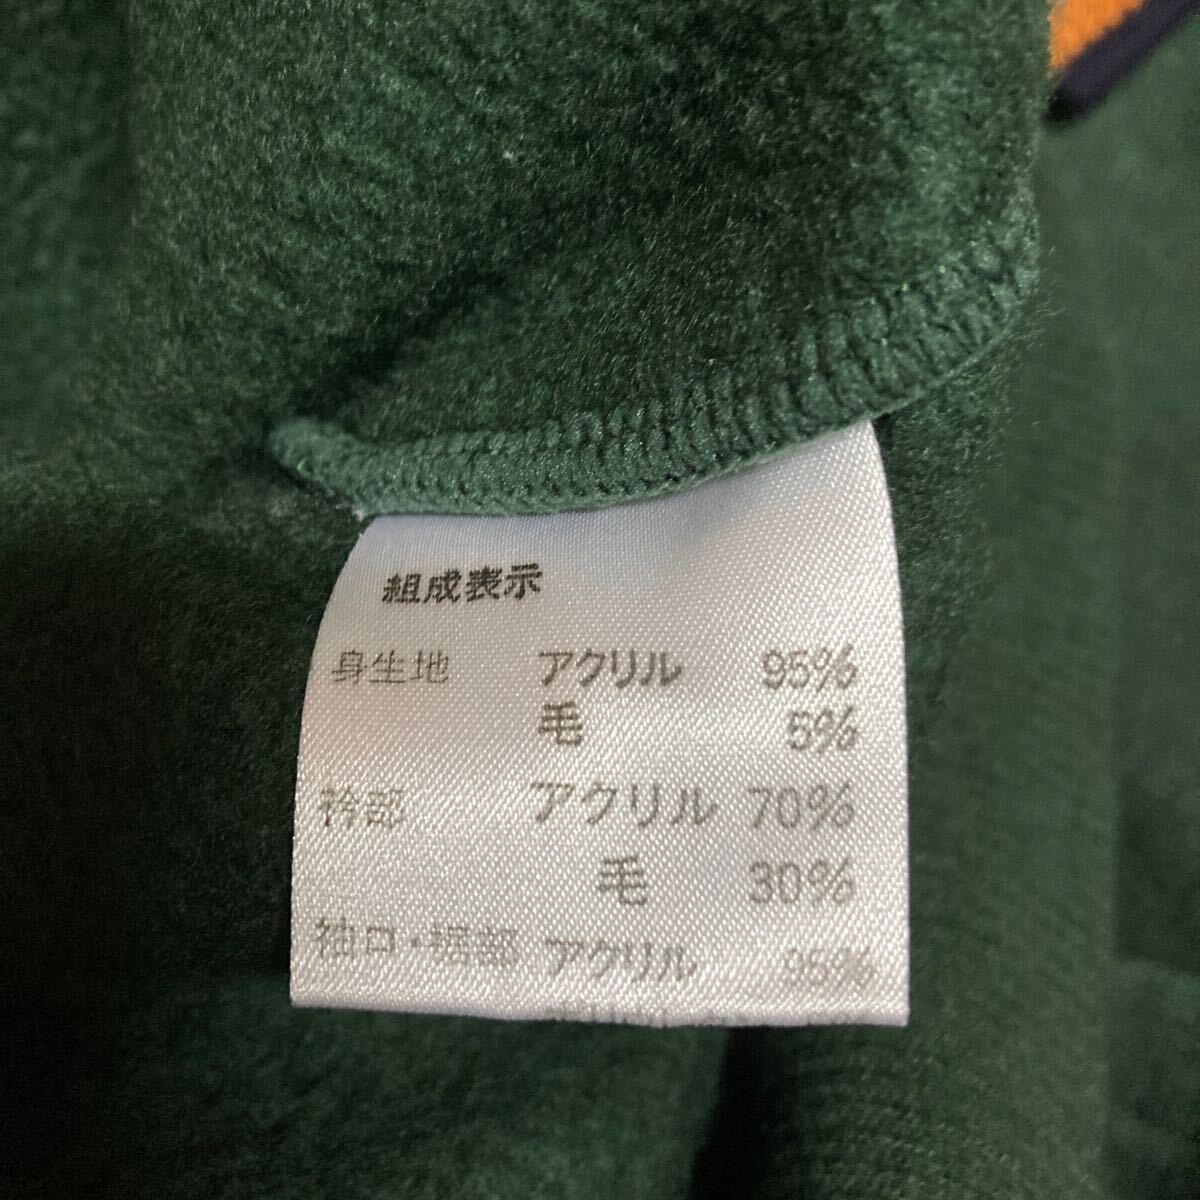 組成表示
身生地 アクリル 95%
毛 5%
衿部 アクリル 70%
毛 30%
袖口・裾部 アクリル 95%